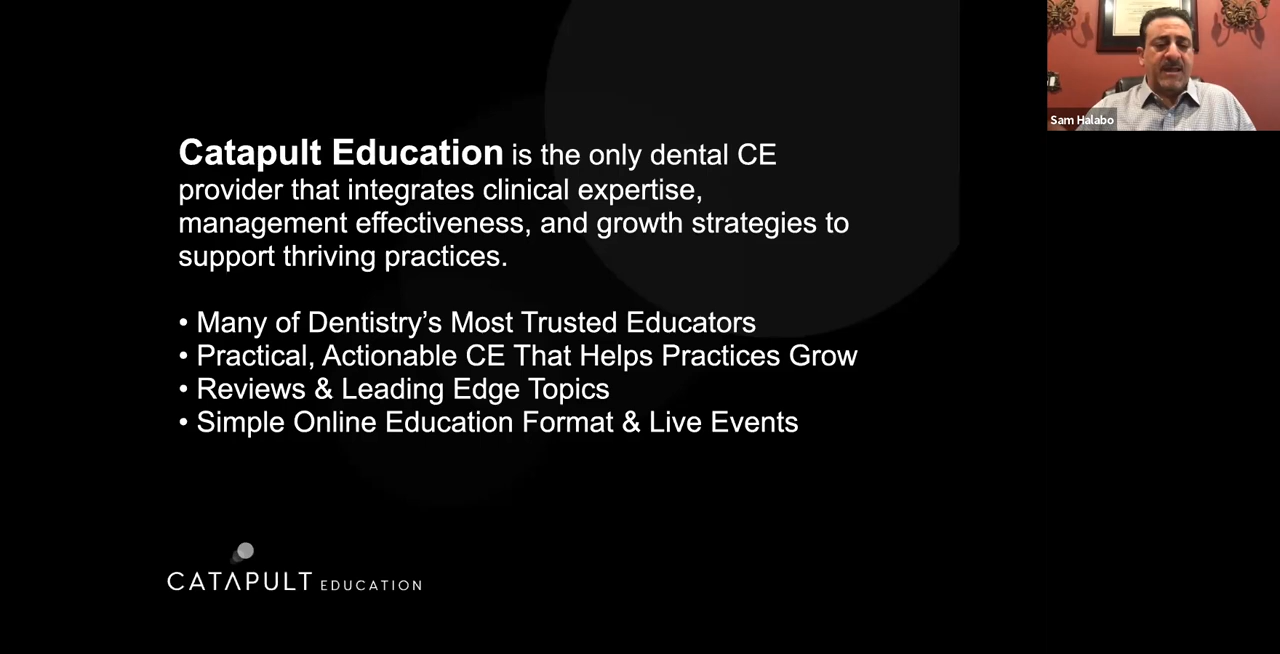 Catapult Education is the only dental CE
provider that integrates clinical expertise,
management effectiveness, and growth strategies to
support thriving practices.
• Many of Dentistry’s Most Trusted Educators
• Practical, Actionable CE That Helps Practices Grow
• Reviews & Leading Edge Topics
• Simple Online Education Format & Live Events
CATAPULT EDUCATION
Sam Halabo